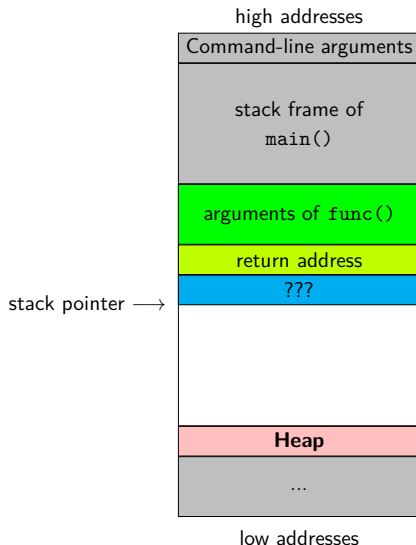 high addresses
Command-line arguments
stack frame of
main()
arguments of func()
return address
???
stack pointer ⟶
Heap
...
low addresses